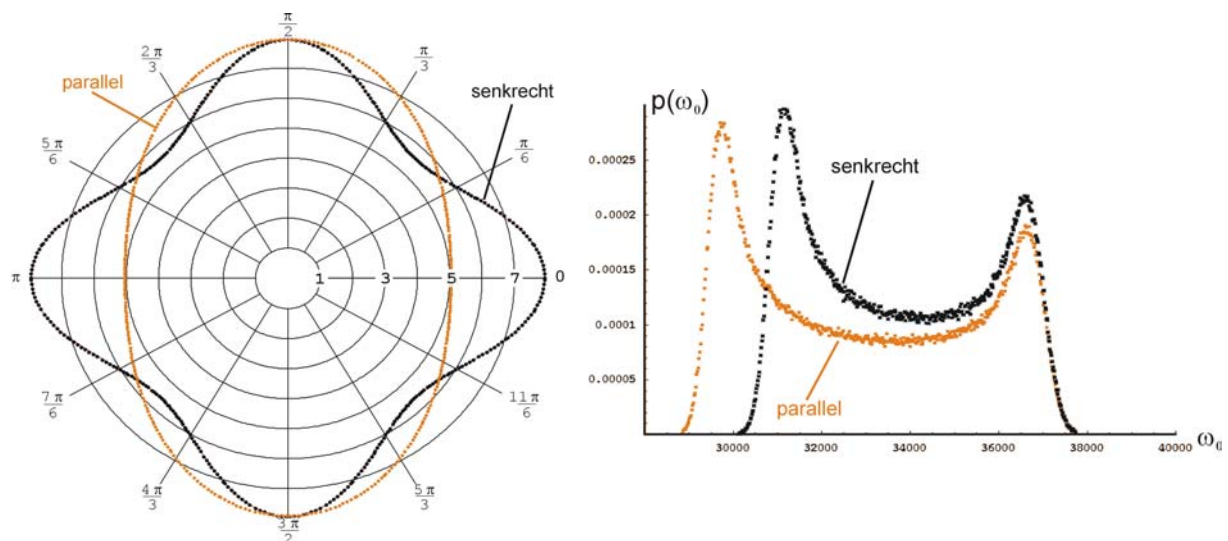 π/2
2π/3
π/3
parallel
senkrecht
5π/6
π/6
π
1
3
5
7
0
7π/6
11π/6
4π/3
5π/3
3π/2
p(ω₀)
0.00025
senkrecht
0.0002
0.00015
0.0001
parallel
0.00005
30000 32000 34000 36000 38000 40000 ω₀